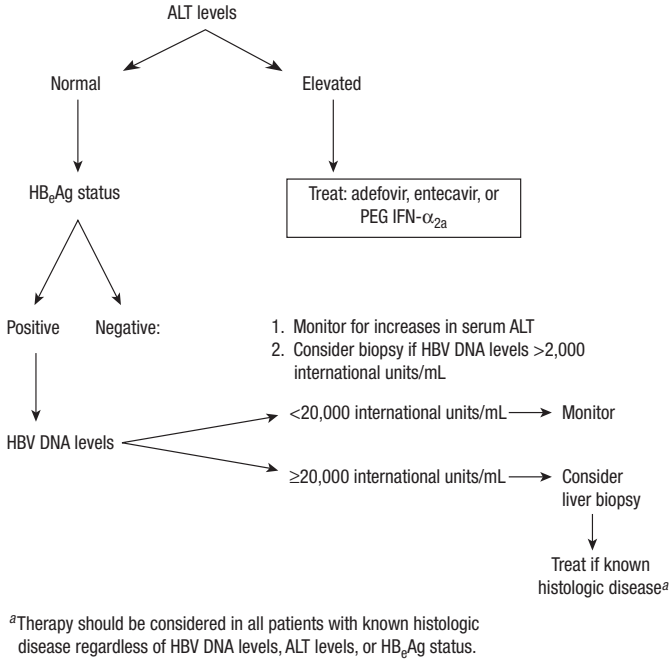 ALT levels
Normal
Elevated
HBeAg status
Treat: adefovir, entecavir, or
PEG IFN-α2a
Positive
Negative:
1. Monitor for increases in serum ALT
2. Consider biopsy if HBV DNA levels >2,000
international units/mL
HBV DNA levels
<20,000 international units/mL
Monitor
≥20,000 international units/mL
Consider
liver biopsy
Treat if known
histologic diseasea
aTherapy should be considered in all patients with known histologic
disease regardless of HBV DNA levels, ALT levels, or HBeAg status.